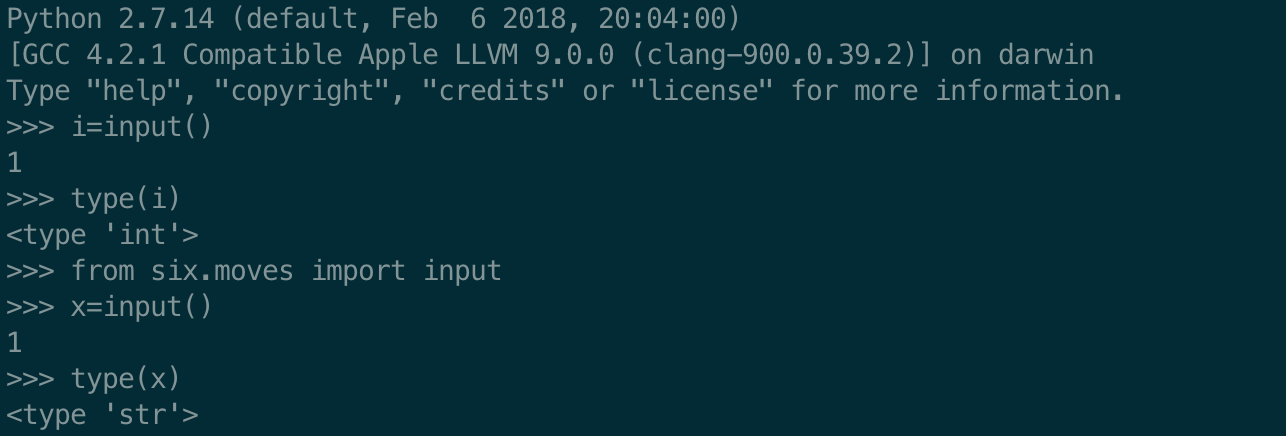 Python 2.7.14 (default, Feb  6 2018, 20:04:00)
[GCC 4.2.1 Compatible Apple LLVM 9.0.0 (clang-900.0.39.2)] on darwin
Type "help", "copyright", "credits" or "license" for more information.
>>> i=input()
1
>>> type(i)
<type 'int'>
>>> from six.moves import input
>>> x=input()
1
>>> type(x)
<type 'str'>